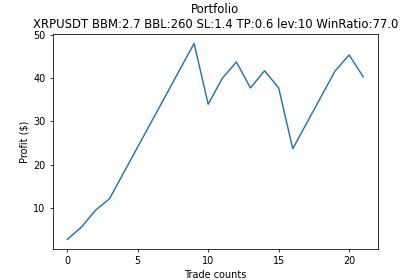 Portfolio
XRPUSDT BBM:2.7 BBL:260 SL:1.4 TP:0.6 lev:10 WinRatio:77.0
50
40
30
20
10
Profit ($)
0 5 10 15 20
Trade counts